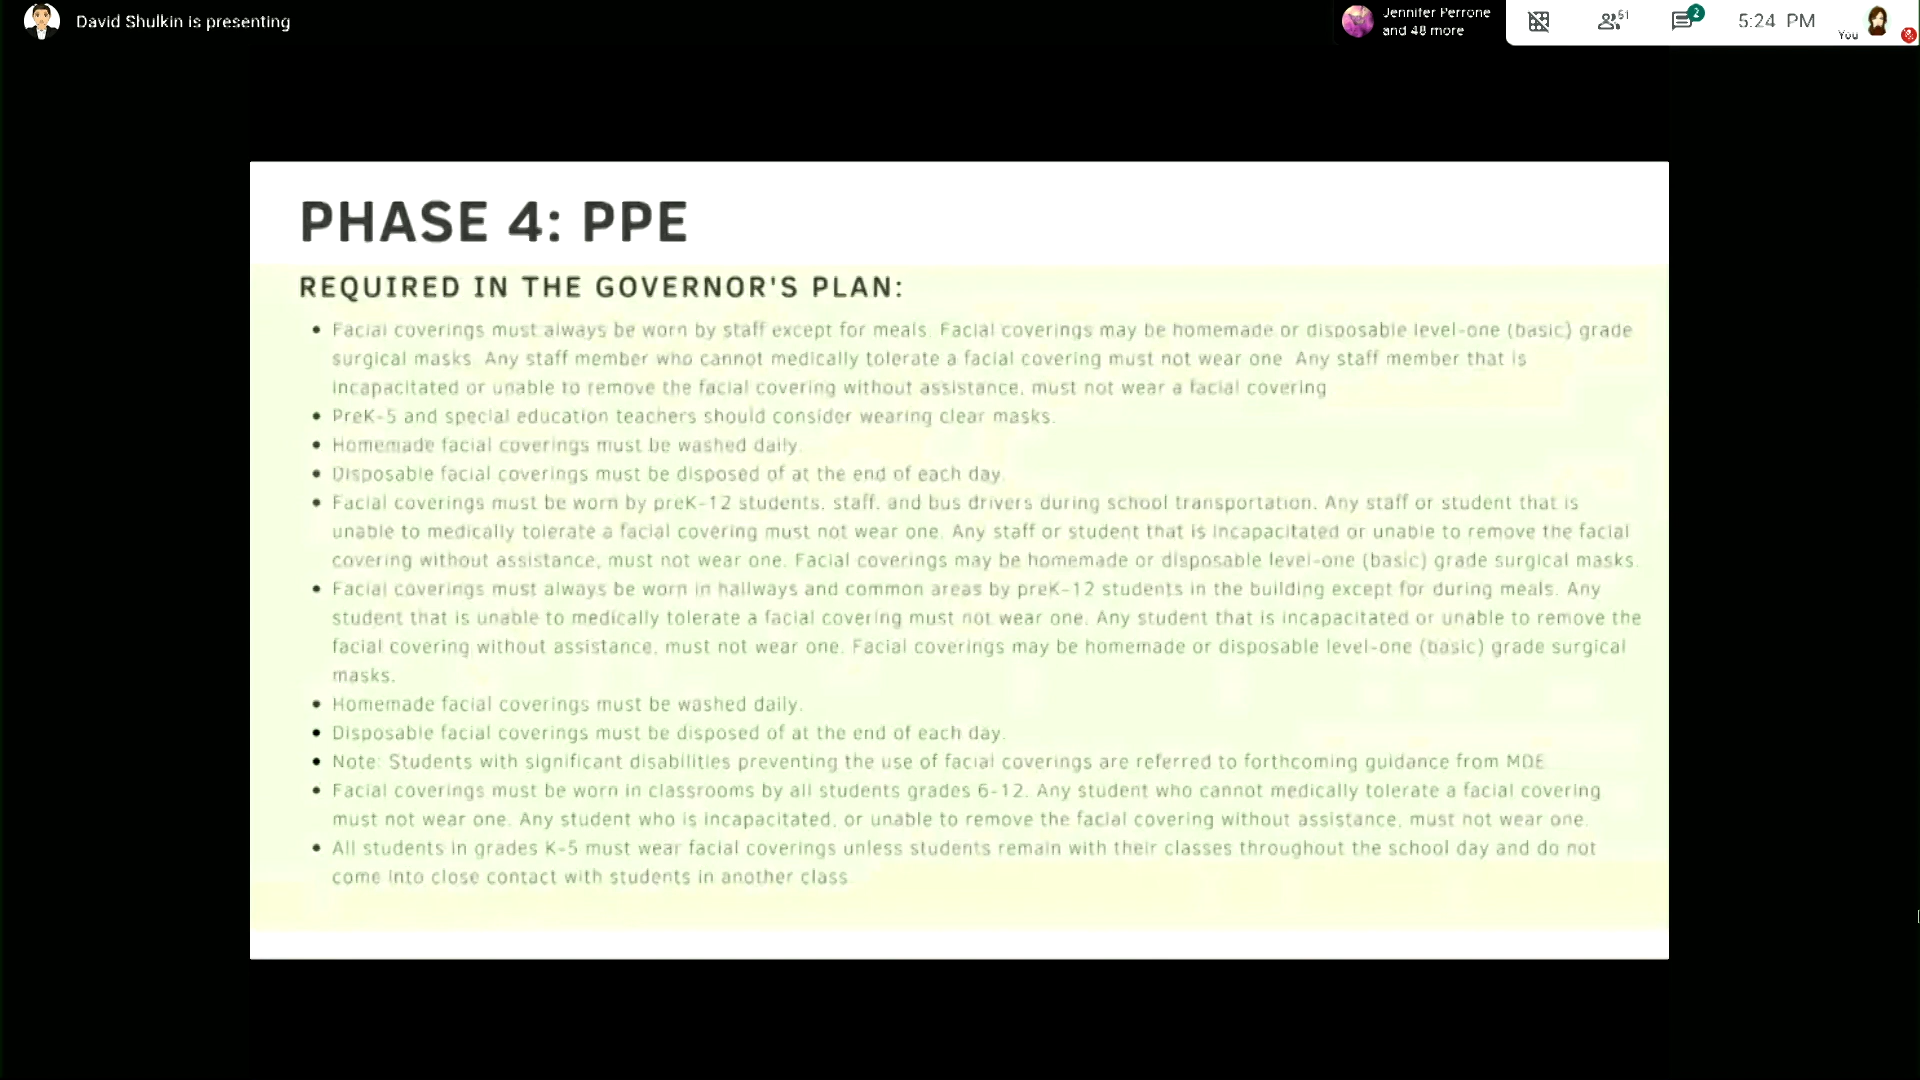 David Shulkin is presenting
Jennifer Perrone
and 48 more
51
2
5:24 PM
You
PHASE 4: PPE
REQUIRED IN THE GOVERNOR'S PLAN:
• Facial coverings must always be worn by staff except for meals. Facial coverings may be homemade or disposable level-one (basic) grade
surgical masks. Any staff member who cannot medically tolerate a facial covering must not wear one. Any staff member that is
incapacitated or unable to remove the facial covering without assistance, must not wear a facial covering
• PreK-5 and special education teachers should consider wearing clear masks.
• Homemade facial coverings must be washed daily.
• Disposable facial coverings must be disposed of at the end of each day.
• Facial coverings must be worn by preK-12 students, staff, and bus drivers during school transportation. Any staff or student that is
unable to medically tolerate a facial covering must not wear one. Any staff or student that is incapacitated or unable to remove the facial
covering without assistance, must not wear one. Facial coverings may be homemade or disposable level-one (basic) grade surgical masks.
• Facial coverings must always be worn in hallways and common areas by preK-12 students in the building except for during meals. Any
student that is unable to medically tolerate a facial covering must not wear one. Any student that is incapacitated or unable to remove the
facial covering without assistance, must not wear one. Facial coverings may be homemade or disposable level-one (basic) grade surgical
masks.
• Homemade facial coverings must be washed daily.
• Disposable facial coverings must be disposed of at the end of each day.
• Note: Students with significant disabilities preventing the use of facial coverings are referred to forthcoming guidance from MDE
• Facial coverings must be worn in classrooms by all students grades 6-12. Any student who cannot medically tolerate a facial covering
must not wear one. Any student who is incapacitated, or unable to remove the facial covering without assistance, must not wear one.
• All students in grades K-5 must wear facial coverings unless students remain with their classes throughout the school day and do not
come into close contact with students in another class